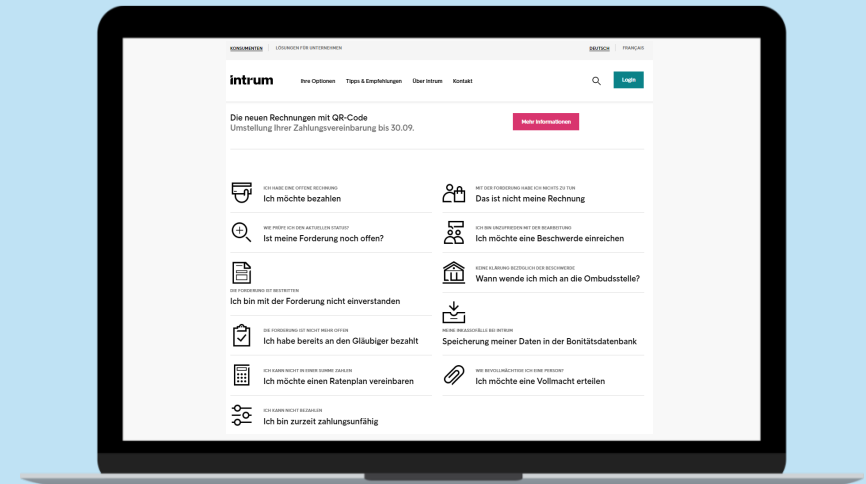 KONSUMENTEN LÖSUNGEN FÜR UNTERNEHMEN DEUTSCH FRANÇAIS
intrum Ihre Optionen Tipps & Empfehlungen Über Intrum Kontakt Login
Die neuen Rechnungen mit QR-Code
Umstellung Ihrer Zahlungsvereinbarung bis 30.09.
Mehr Informationen
ICH HABE EINE OFFENE RECHNUNG
Ich möchte bezahlen
WIE PRÜFE ICH DEN AKTUELLEN STATUS?
Ist meine Forderung noch offen?
DIE FORDERUNG IST BESTRITTEN
Ich bin mit der Forderung nicht einverstanden
DIE FORDERUNG IST NICHT MEHR OFFEN
Ich habe bereits an den Gläubiger bezahlt
ICH KANN NICHT IN EINER SUMME ZAHLEN
Ich möchte einen Ratenplan vereinbaren
ICH KANN NICHT BEZAHLEN
Ich bin zurzeit zahlungsunfähig
MIT DER FORDERUNG HABE ICH NICHTS ZU TUN
Das ist nicht meine Rechnung
ICH BIN UNZUFRIEDEN MIT DER BEARBEITUNG
Ich möchte eine Beschwerde einreichen
KEINE KLÄRUNG BEZÜGLICH DER BESCHWERDE
Wann wende ich mich an die Ombudsstelle?
MEINE INKASSOFÄLLE BEI INTRUM
Speicherung meiner Daten in der Bonitätsdatenbank
WIE BEVOLLMÄCHTIGE ICH EINE PERSON?
Ich möchte eine Vollmacht erteilen